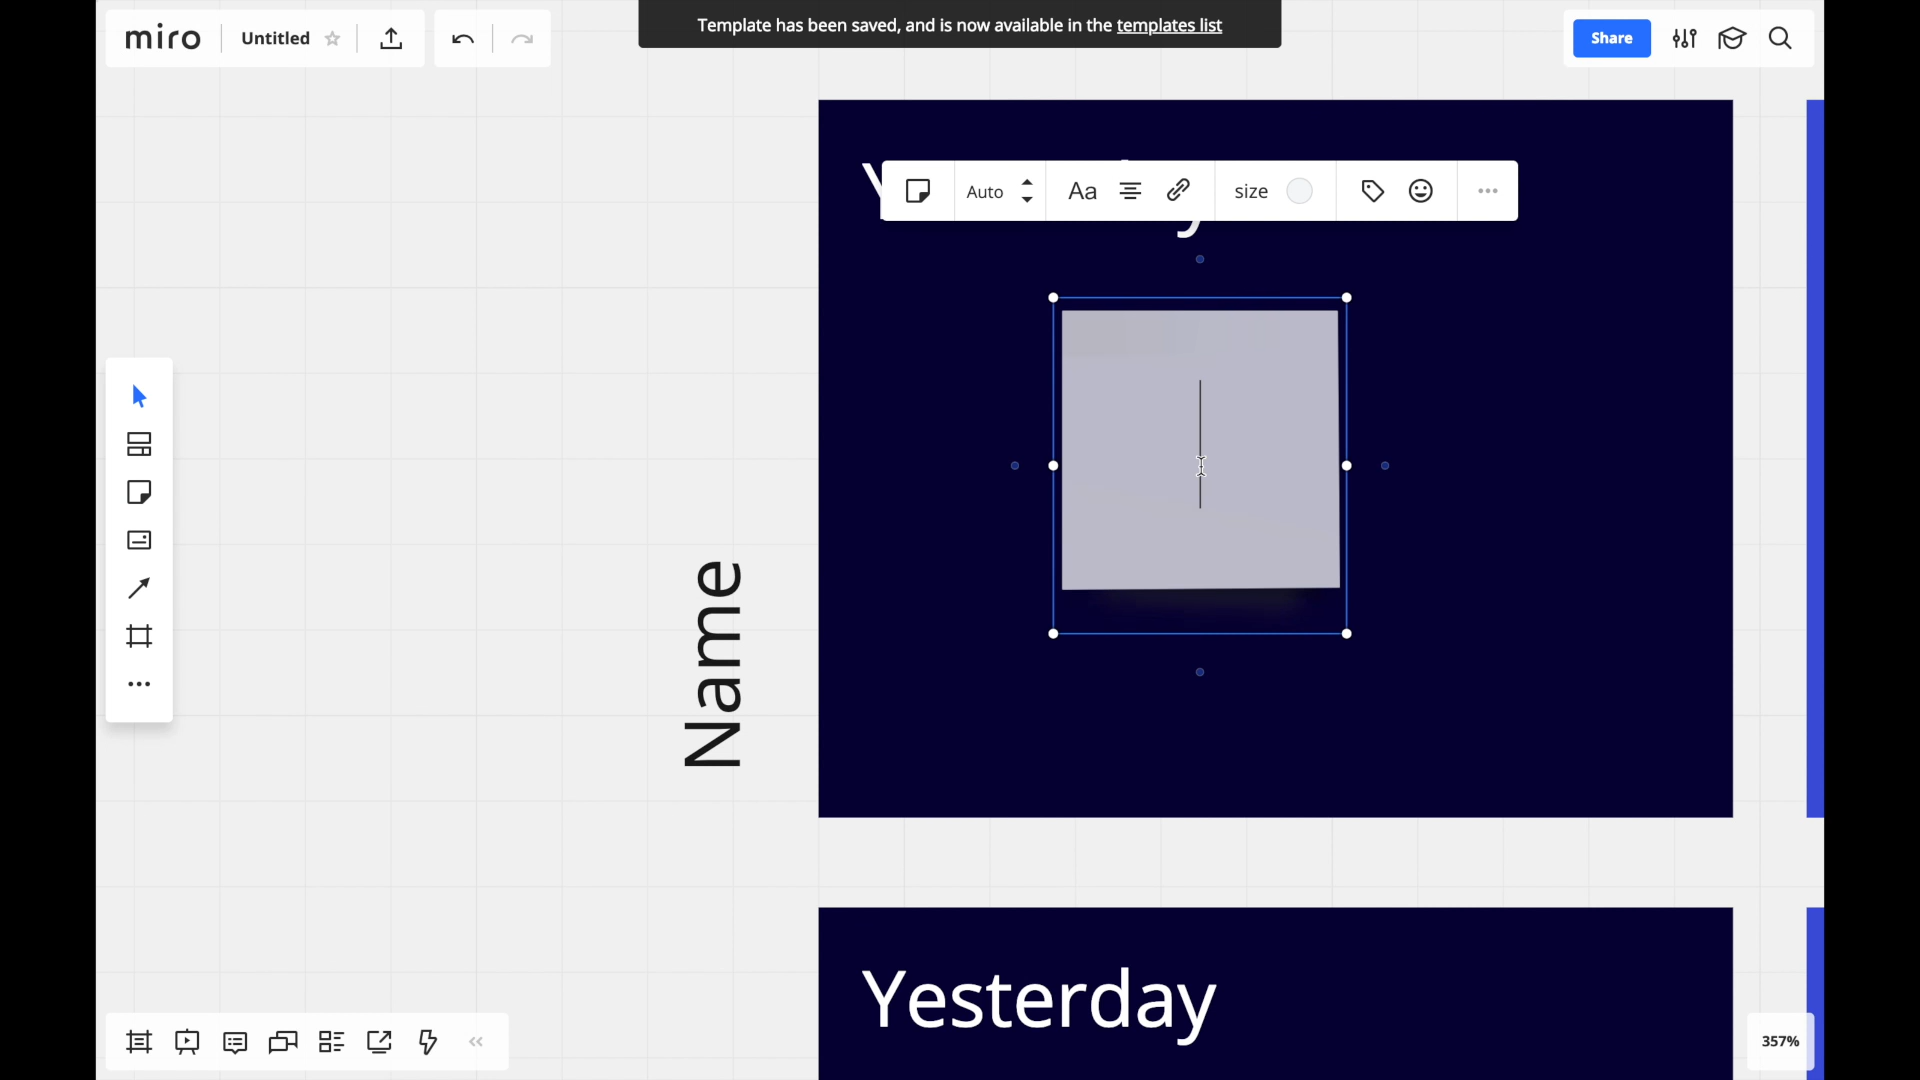 miro
Untitled
Template has been saved, and is now available in the templates list
Share
Auto
Aa
size
Name
Yesterday
357%